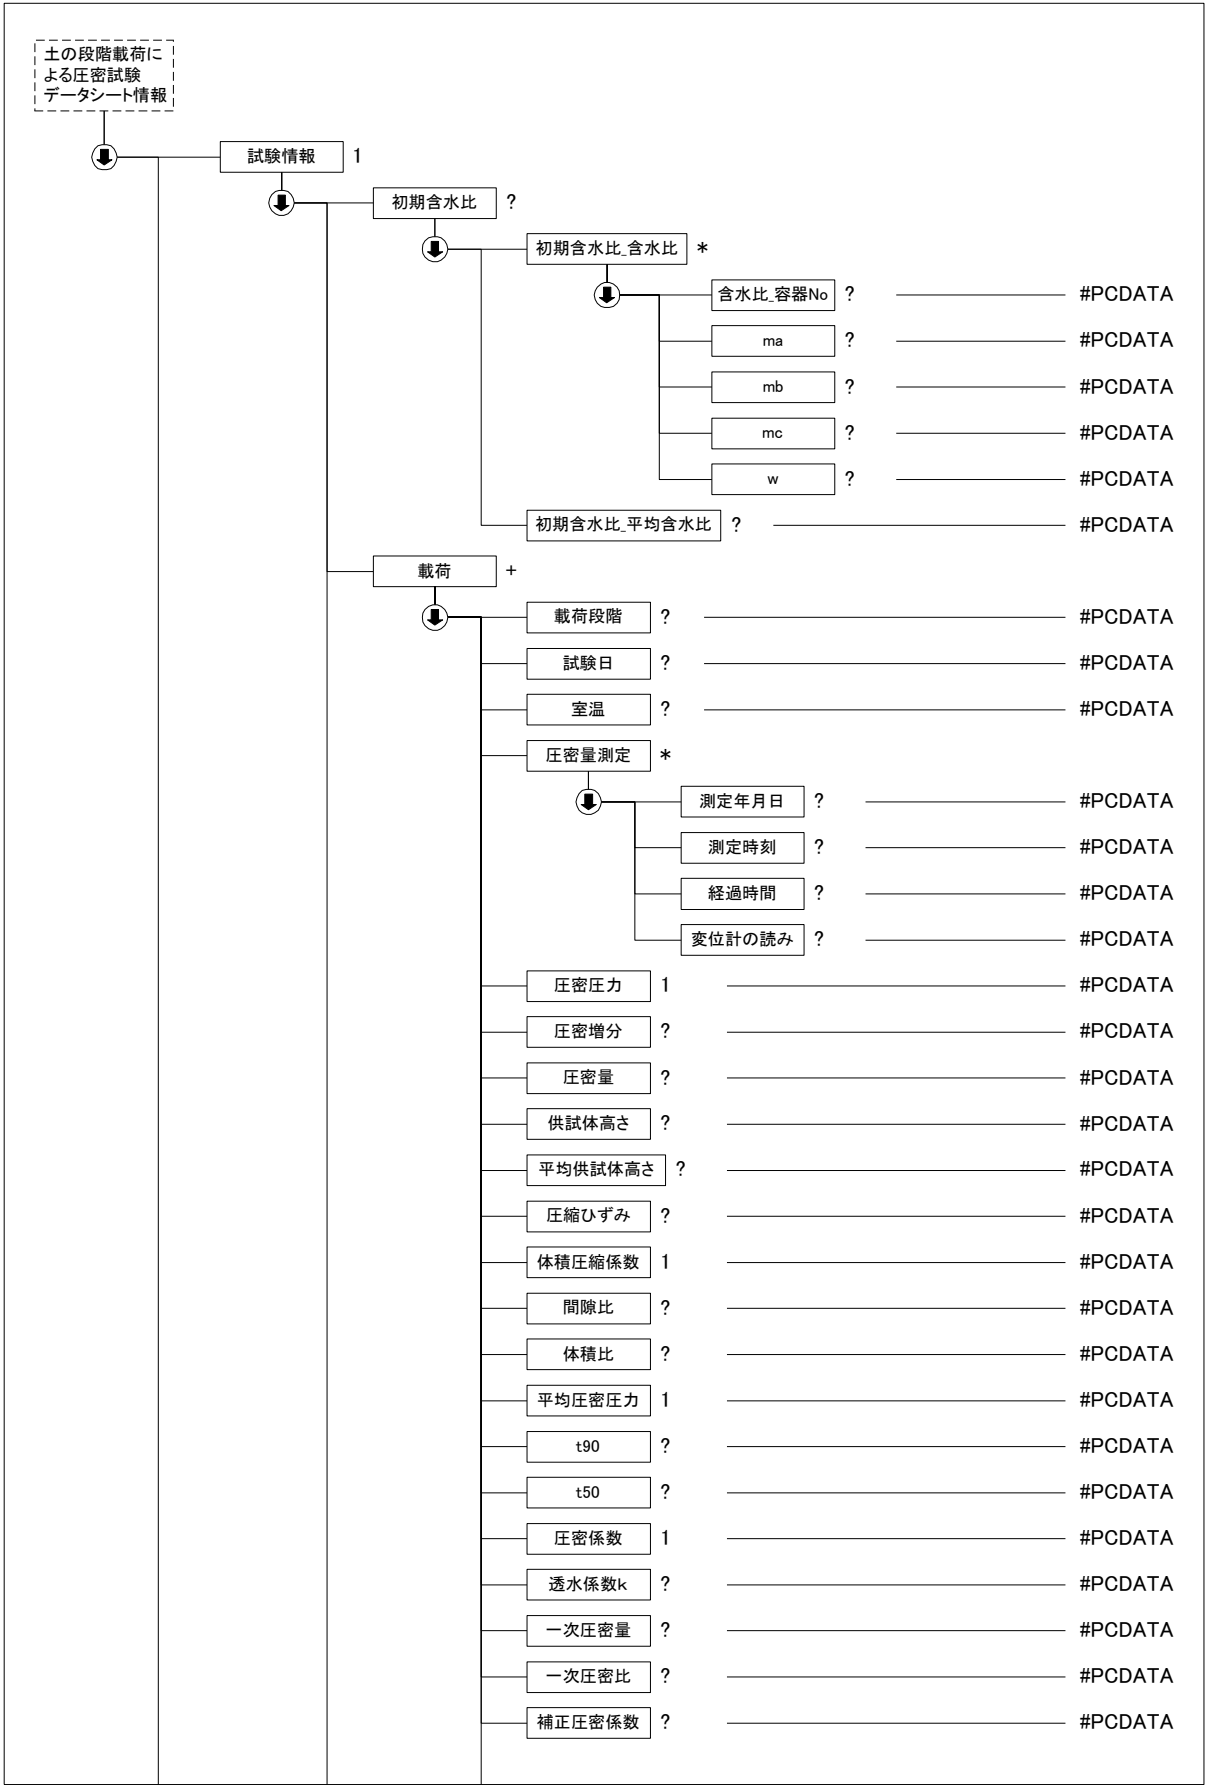 土の段階載荷に
よる圧密試験
データシート情報
試験情報 1
初期含水比 ?
初期含水比_含水比 *
含水比_容器No ? #PCDATA
ma ? #PCDATA
mb ? #PCDATA
mc ? #PCDATA
w ? #PCDATA
初期含水比_平均含水比 ? #PCDATA
載荷 +
載荷段階 ? #PCDATA
試験日 ? #PCDATA
室温 ? #PCDATA
圧密量測定 *
測定年月日 ? #PCDATA
測定時刻 ? #PCDATA
経過時間 ? #PCDATA
変位計の読み ? #PCDATA
圧密圧力 1 #PCDATA
圧密増分 ? #PCDATA
圧密量 ? #PCDATA
供試体高さ ? #PCDATA
平均供試体高さ ? #PCDATA
圧縮ひずみ ? #PCDATA
体積圧縮係数 1 #PCDATA
間隙比 ? #PCDATA
体積比 ? #PCDATA
平均圧密圧力 1 #PCDATA
t90 ? #PCDATA
t50 ? #PCDATA
圧密係数 1 #PCDATA
透水係数k ? #PCDATA
一次圧密量 ? #PCDATA
一次圧密比 ? #PCDATA
補正圧密係数 ? #PCDATA